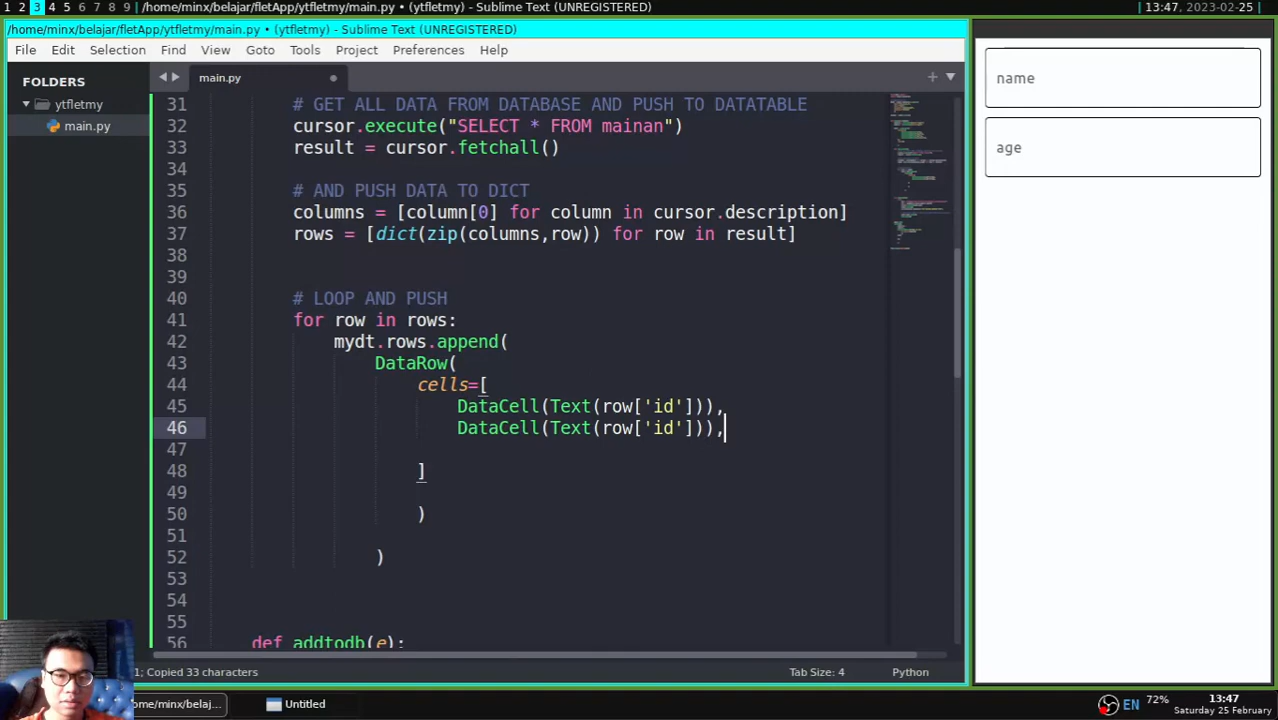 1 2 3 4 5 6 7 8 9 /home/minx/belajar/fletApp/ytfletmy/main.py • (ytfletmy) - Sublime Text (UNREGISTERED) 13:47, 2023-02-25
/home/minx/belajar/fletApp/ytfletmy/main.py • (ytfletmy) - Sublime Text (UNREGISTERED)
File Edit Selection Find View Goto Tools Project Preferences Help
FOLDERS
ytfletmy
main.py
main.py
31 # GET ALL DATA FROM DATABASE AND PUSH TO DATATABLE
32 cursor.execute("SELECT * FROM mainan")
33 result = cursor.fetchall()
34
35 # AND PUSH DATA TO DICT
36 columns = [column[0] for column in cursor.description]
37 rows = [dict(zip(columns,row)) for row in result]
38
39
40 # LOOP AND PUSH
41 for row in rows:
42 mydt.rows.append(
43 DataRow(
44 cells=[
45 DataCell(Text(row['id'])),
46 DataCell(Text(row['id'])),
47
48 ]
49
50 )
51
52 )
53
54
55
56 def addtodb(e):
1; Copied 33 characters Tab Size: 4 Python
name
age
ome/minx/belaj... Untitled EN 72% 13:47
Saturday 25 February